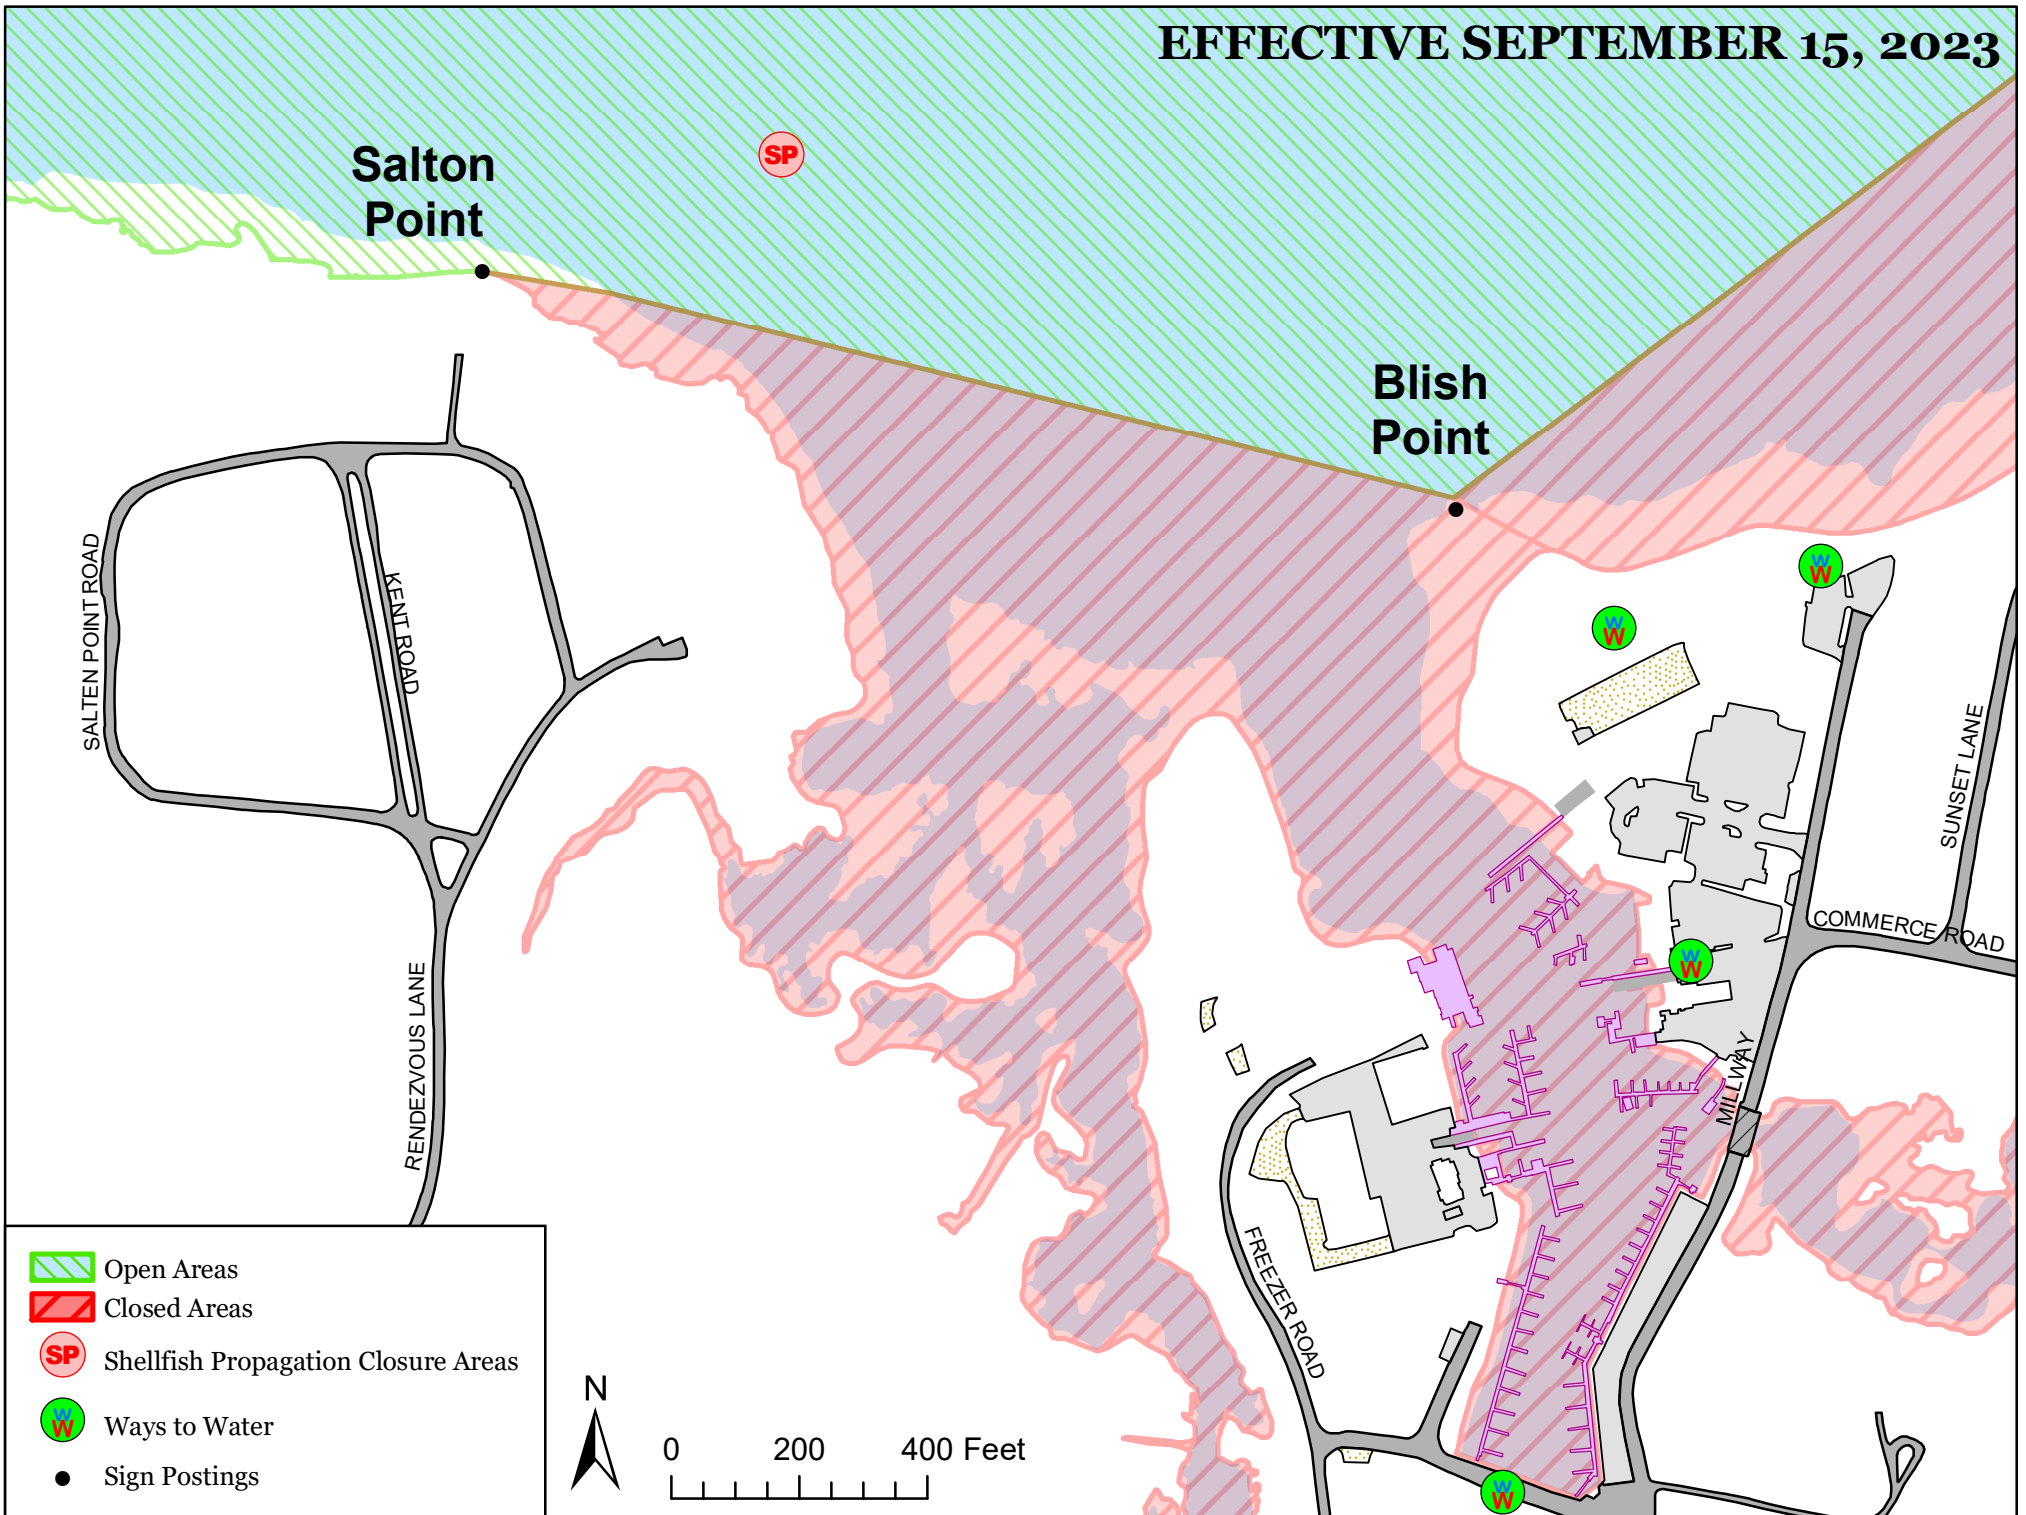 EFFECTIVE SEPTEMBER 15, 2023
SP
Salton
Point
Blish
Point
W
W
W
W
SALTEN POINT ROAD
KENT ROAD
SUNSET LANE
COMMERCE ROAD
W
W
RENDEZVOUS LANE
MILLWAY
FREEZER ROAD
Open Areas
Closed Areas
SP Shellfish Propagation Closure Areas
W
W
Ways to Water
Sign Postings
N
0 200 400 Feet
W
W